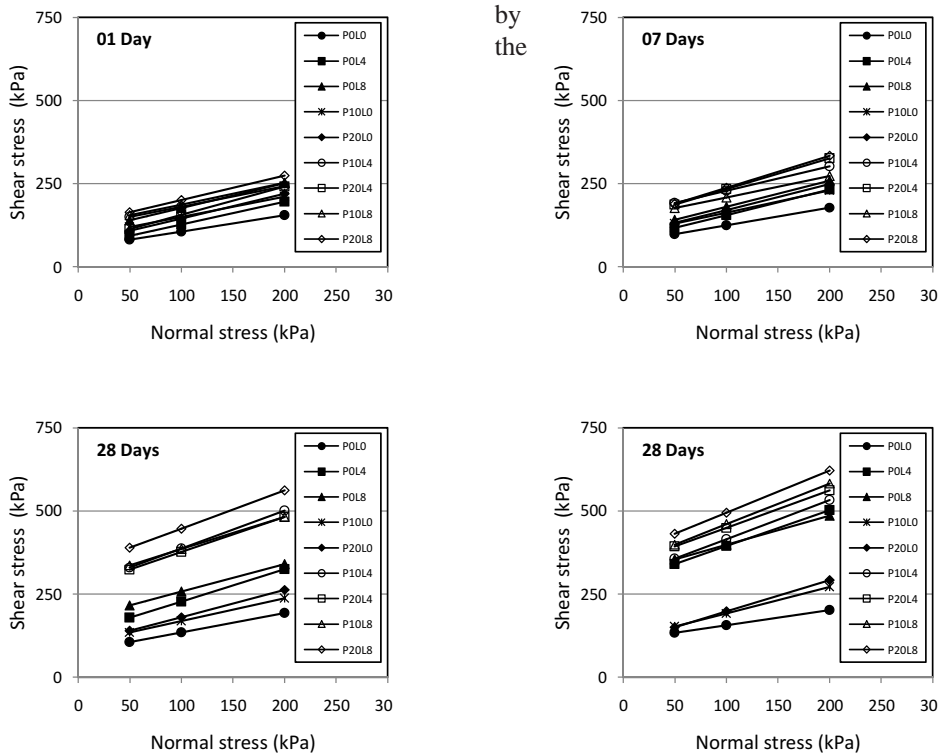 by
the
01 Day
Shear stress (kPa)
750
500
250
0
0 50 100 150 200 250 30
Normal stress (kPa)
P0L0
P0L4
P0L8
P10L0
P20L0
P10L4
P20L4
P10L8
P20L8
07 Days
Shear stress (kPa)
750
500
250
0
0 50 100 150 200 250 30
Normal stress (kPa)
P0L0
P0L4
P0L8
P10L0
P20L0
P10L4
P20L4
P10L8
P20L8
28 Days
Shear stress (kPa)
750
500
250
0
0 50 100 150 200 250 30
Normal stress (kPa)
P0L0
P0L4
P0L8
P10L0
P20L0
P10L4
P20L4
P10L8
P20L8
28 Days
Shear stress (kPa)
750
500
250
0
0 50 100 150 200 250 30
Normal stress (kPa)
P0L0
P0L4
P0L8
P10L0
P20L0
P10L4
P20L4
P10L8
P20L8